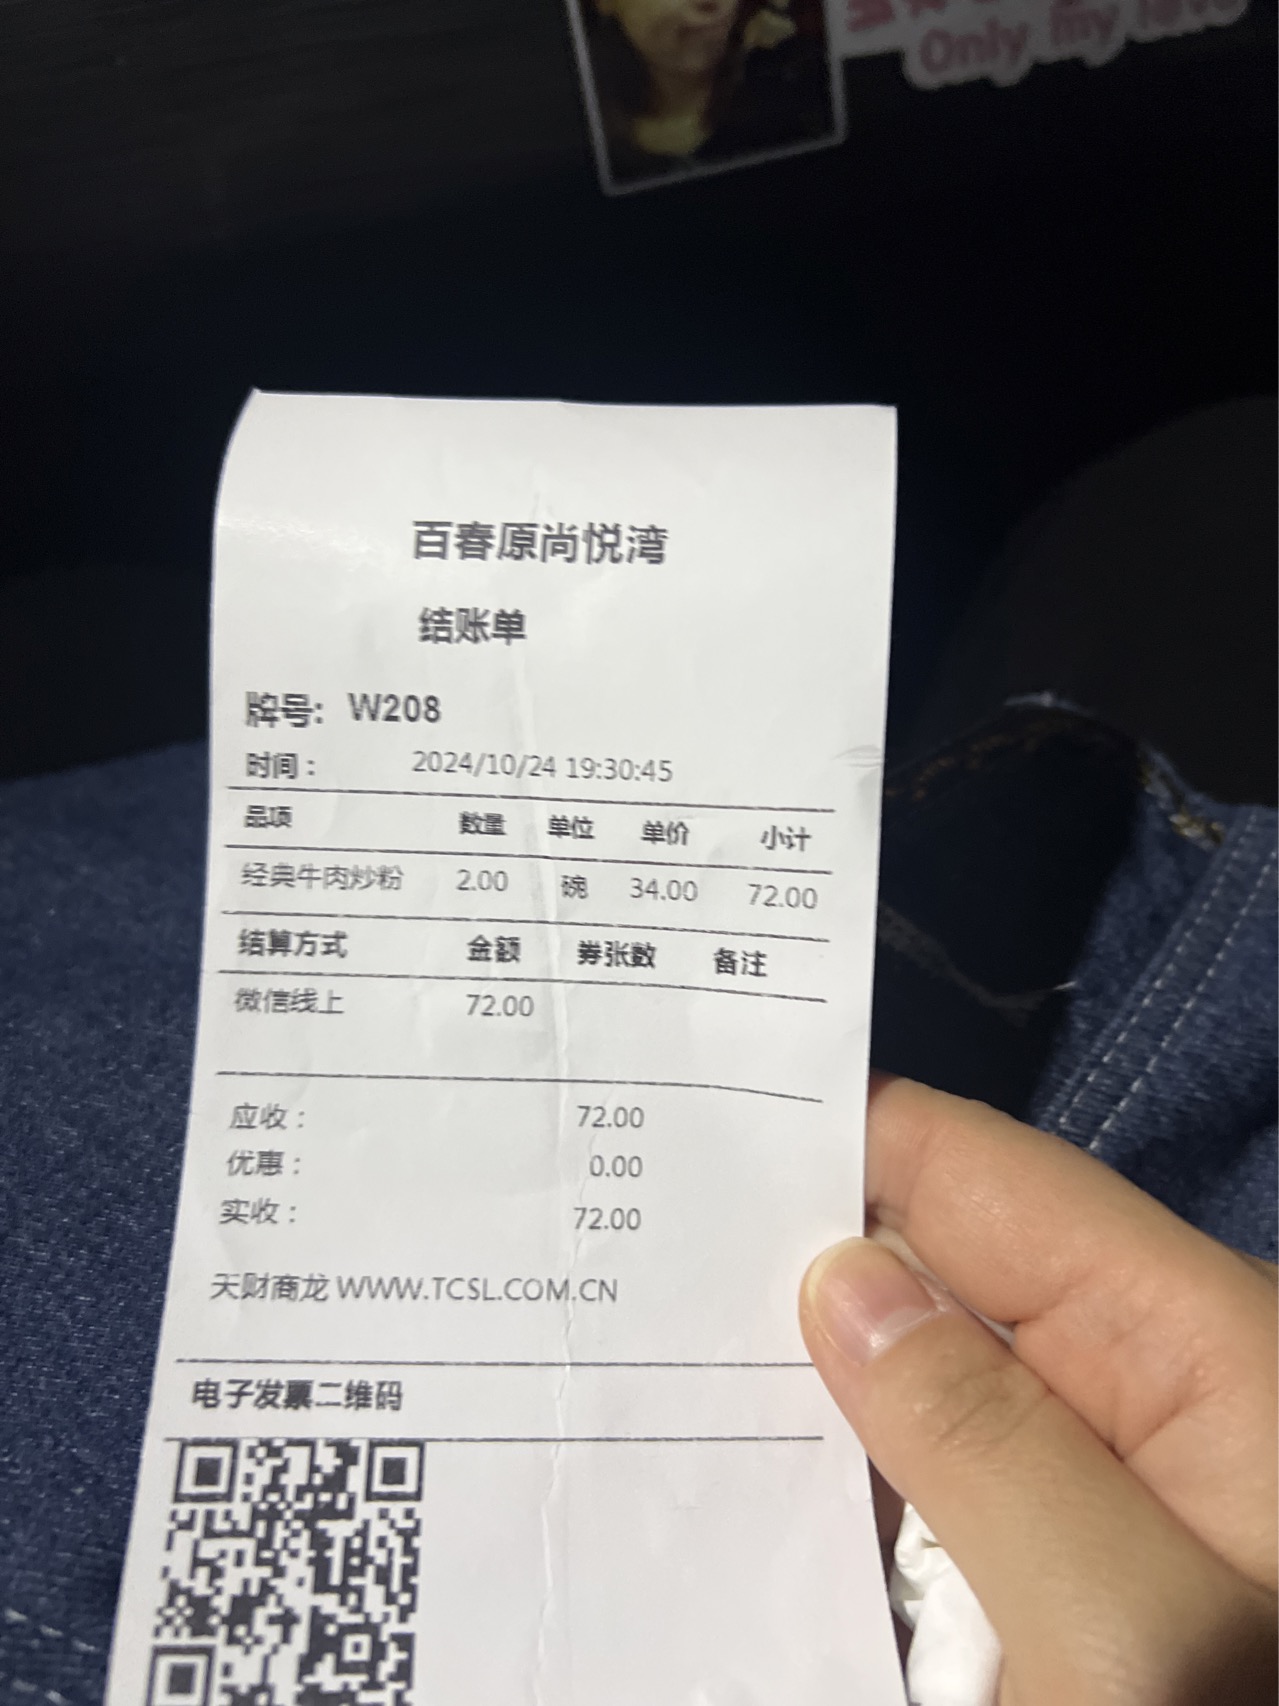 Only my love
百春原尚悦湾
结账单
牌号: W208
时间: 2024/10/24 19:30:45
品项 数量 单位 单价 小计
经典牛肉炒粉 2.00 碗 34.00 72.00
结算方式 金额 券张数 备注
微信线上 72.00
应收: 72.00
优惠: 0.00
实收: 72.00
天财商龙 WWW.TCSL.COM.CN
电子发票二维码